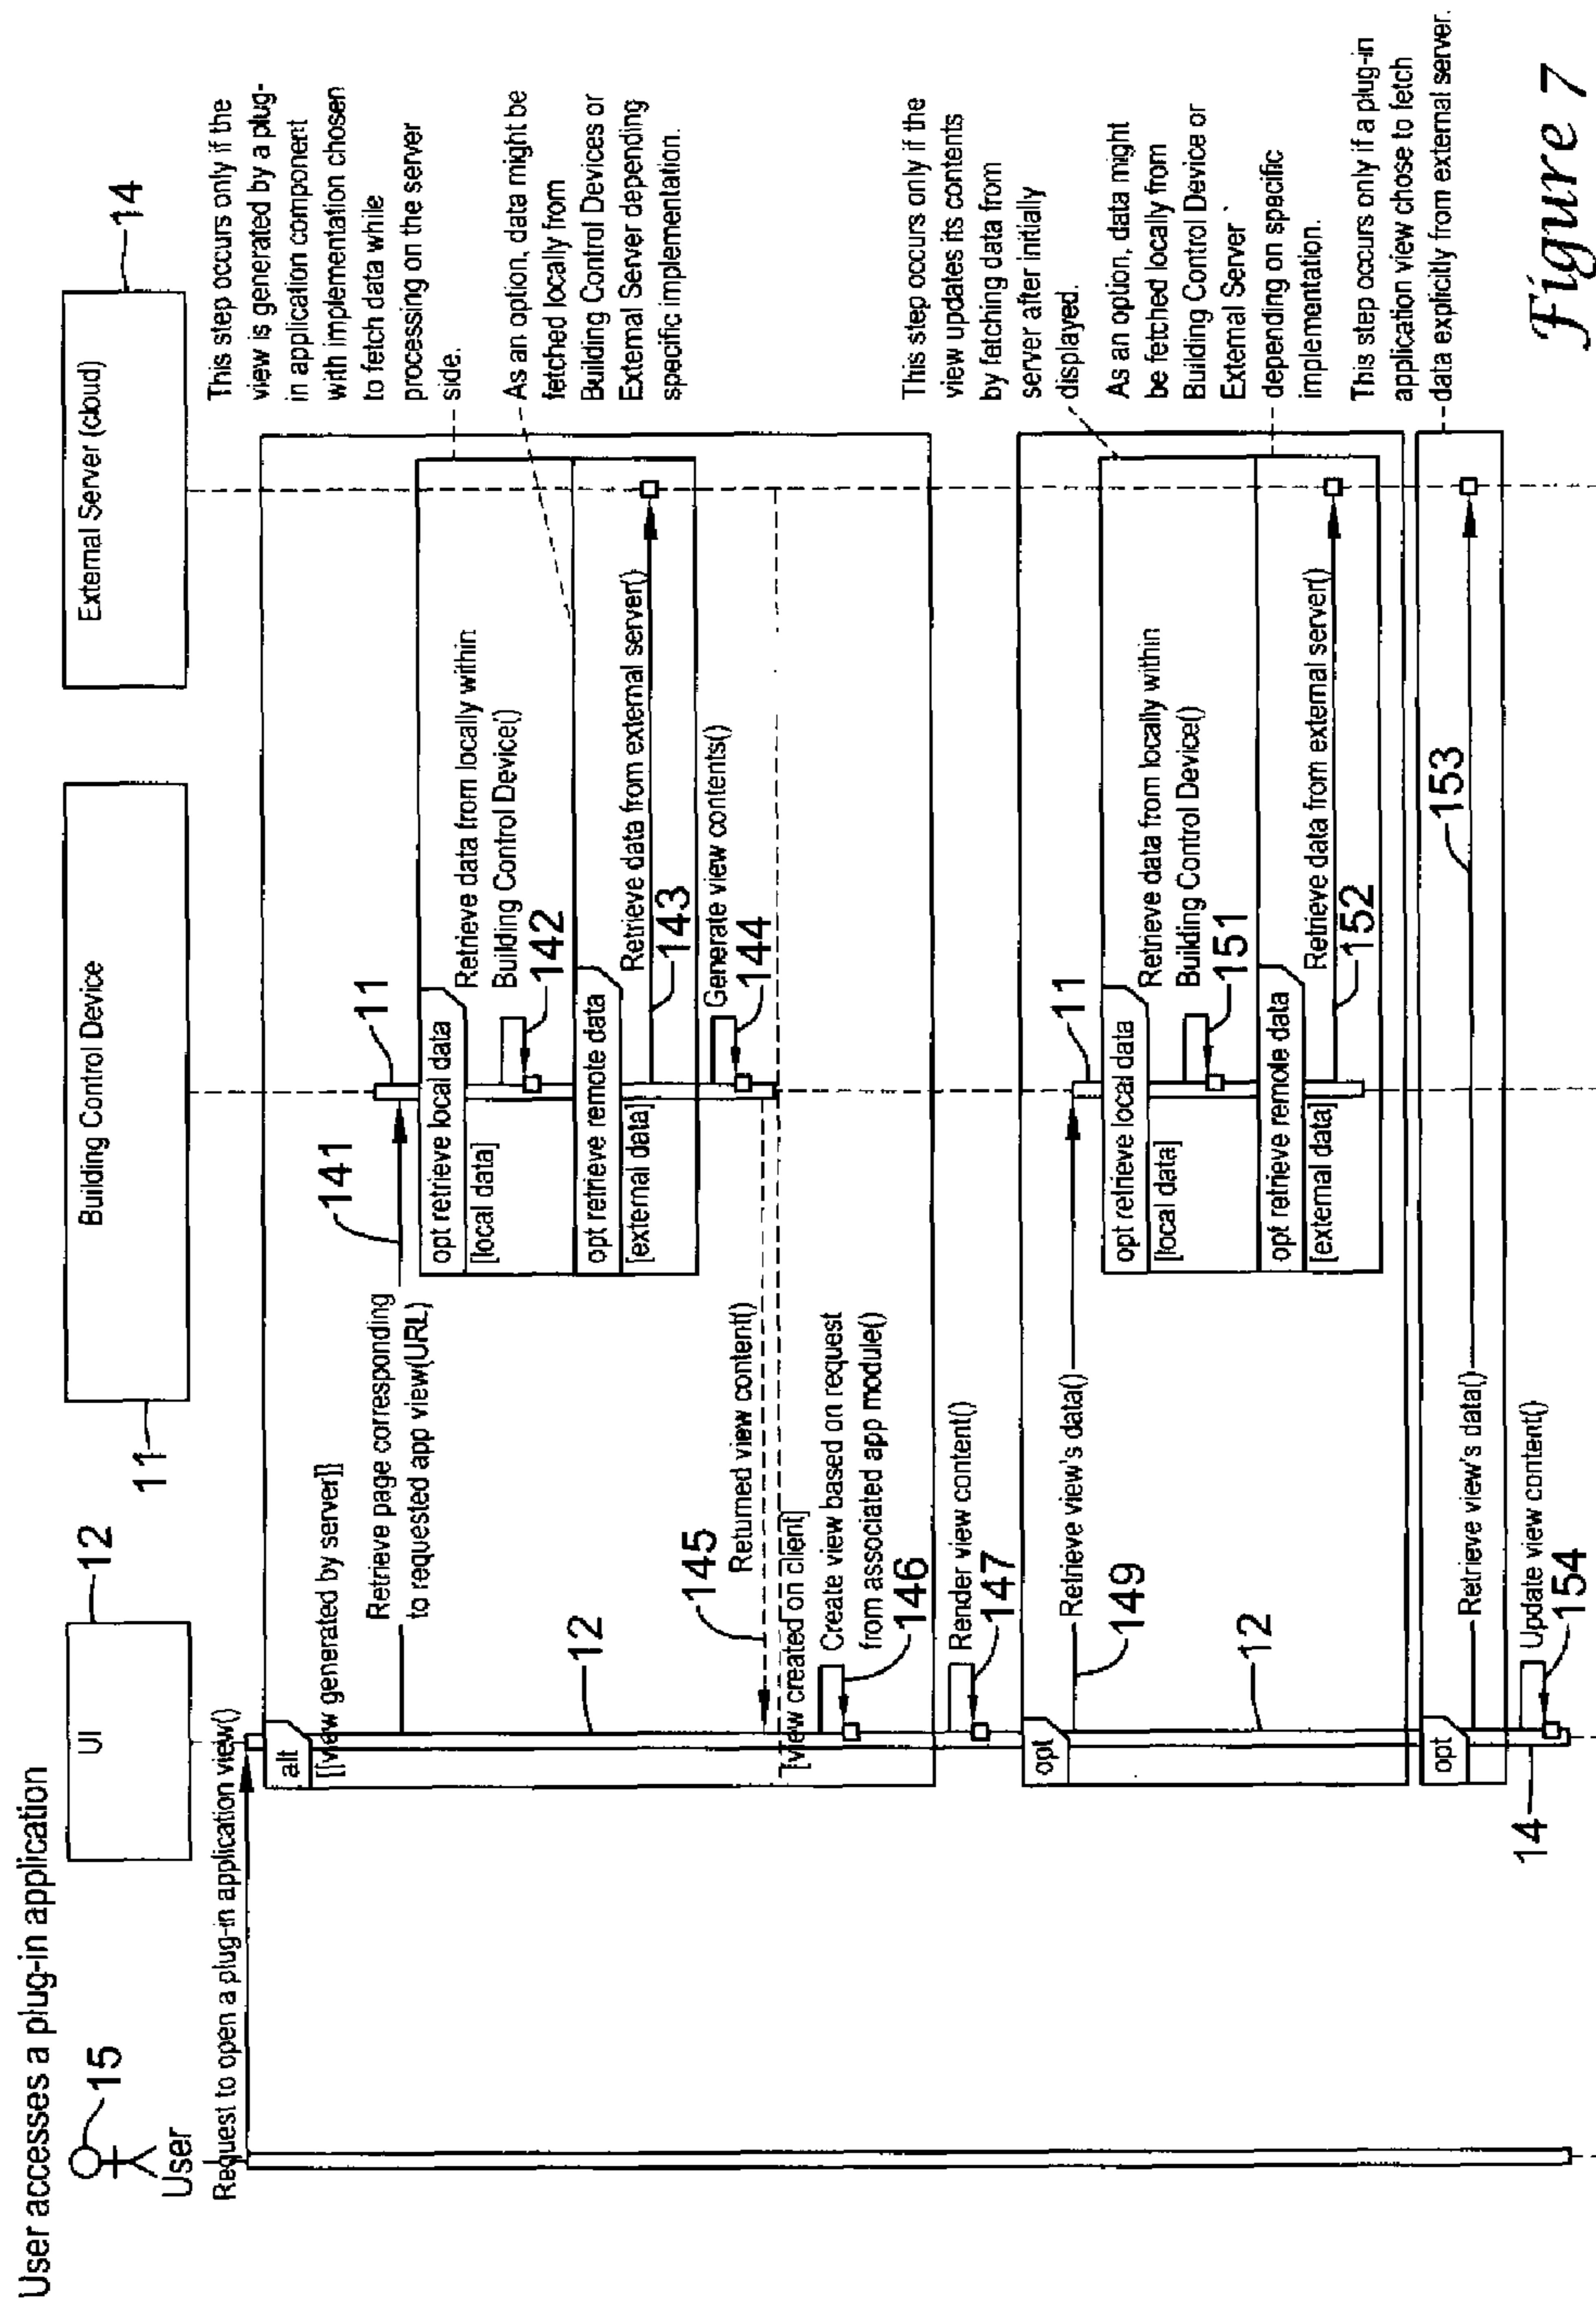 User accesses a plug-in application
15
User
UI
12
Building Control Device
11
External Server (cloud)
14
Request to open a plug-in application view()
alt
[[view generated by server]]
Retrieve page corresponding
to requested app view(URL)
141
11
opt retrieve local data
[local data]
Retrieve data from locally within
Building Control Device()
142
opt retrieve remote data
[external data]
Retrieve data from external server()
143
Generate view contents()
144
12
145
Returned view content()
[view created on client]
Create view based on request
from associated app module()
146
Render view content()
147
This step occurs only if the
view is generated by a plug-
in application component
with implementation chosen
to fetch data while
processing on the server
side.
As an option, data might be
fetched locally from
Building Control Devices or
External Server depending
specific implementation.
opt
Retrieve view's data()
149
11
opt retrieve local data
[local data]
Retrieve data from locally within
Building Control Device()
151
opt retrieve remote data
[external data]
Retrieve data from external server()
152
12
This step occurs only if the
view updates its contents
by fetching data from
server after initially
displayed.
As an option, data might
be fetched locally from
Building Control Device or
External Server
depending on specific
implementation.
opt
Retrieve view's data()
153
This step occurs only if a plug-in
application view chose to fetch
data explicitly from external server.
14
Update view content()
154
Figure 7